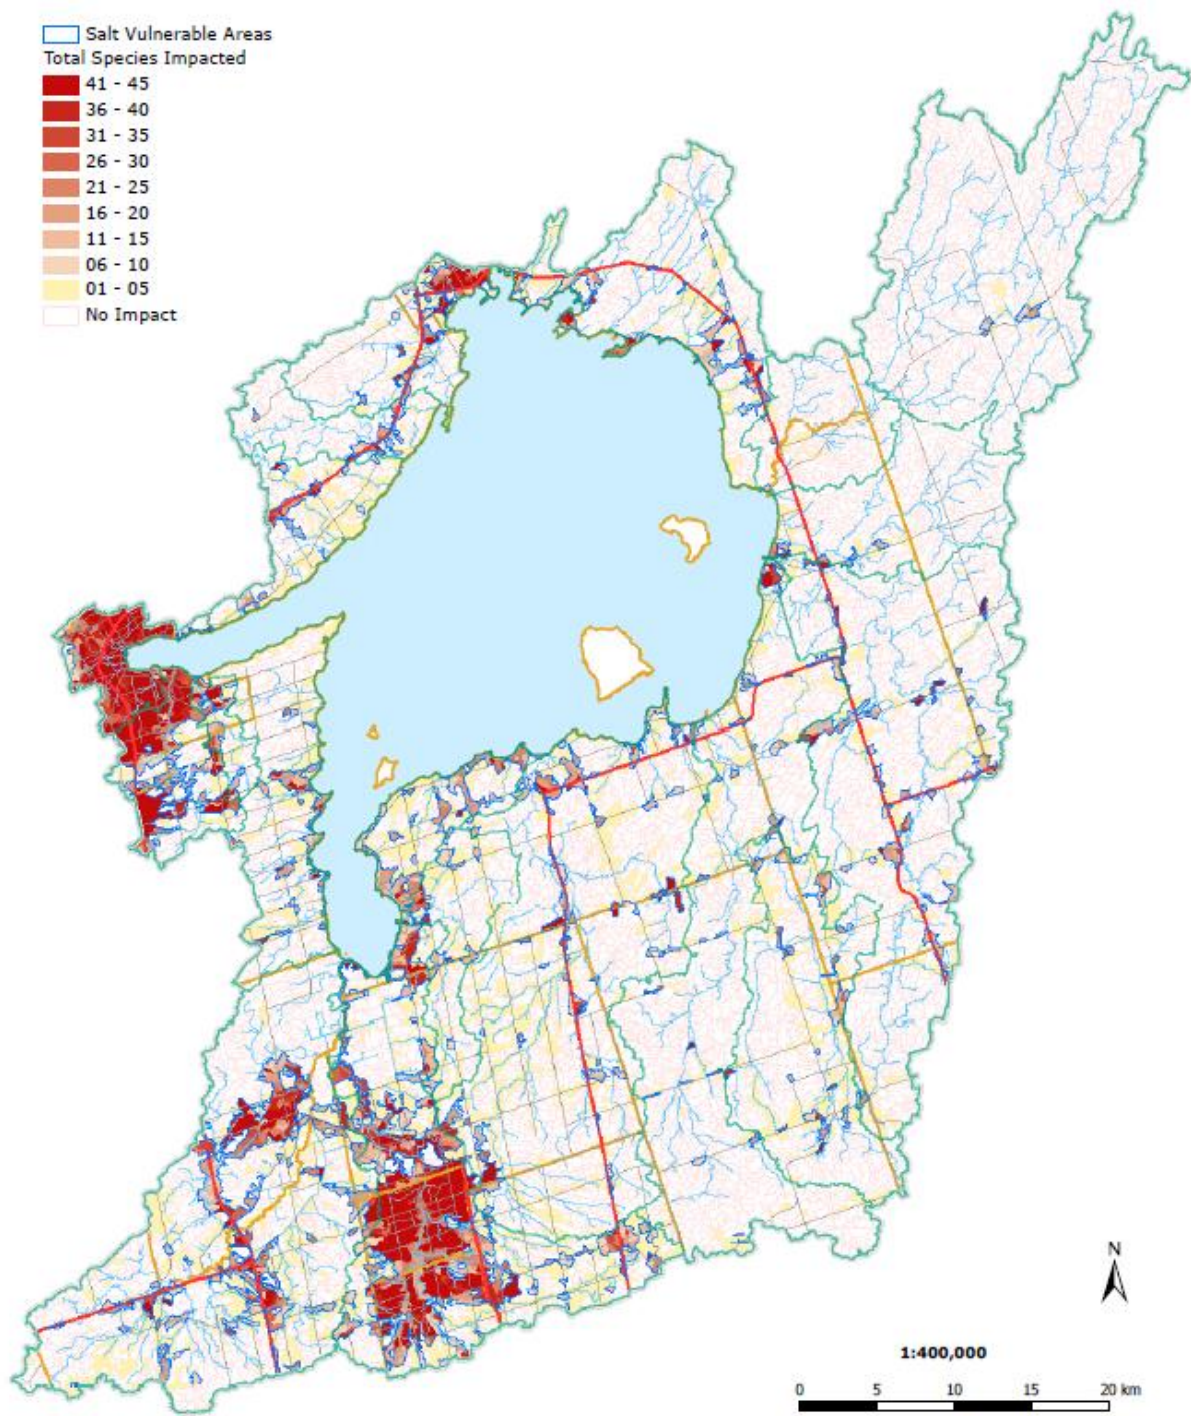 Salt Vulnerable Areas
Total Species Impacted
41 - 45
36 - 40
31 - 35
26 - 30
21 - 25
16 - 20
11 - 15
06 - 10
01 - 05
No Impact
N
1:400,000
0 5 10 15 20 km